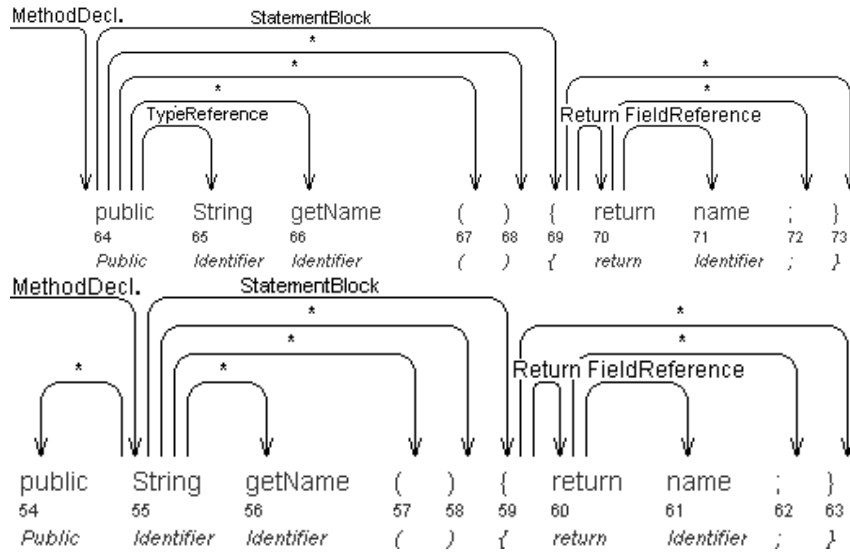 MethodDecl. StatementBlock
*
* *
* *
TypeReference Return FieldReference
public String getName ( ) { return name ; }
64 65 66 67 68 69 70 71 72 73
Public Identifier Identifier ( ) { return Identifier ; }
MethodDecl. StatementBlock
* *
* *
* * Return FieldReference
public String getName ( ) { return name ; }
54 55 56 57 58 59 60 61 62 63
Public Identifier Identifier ( ) { return Identifier ; }